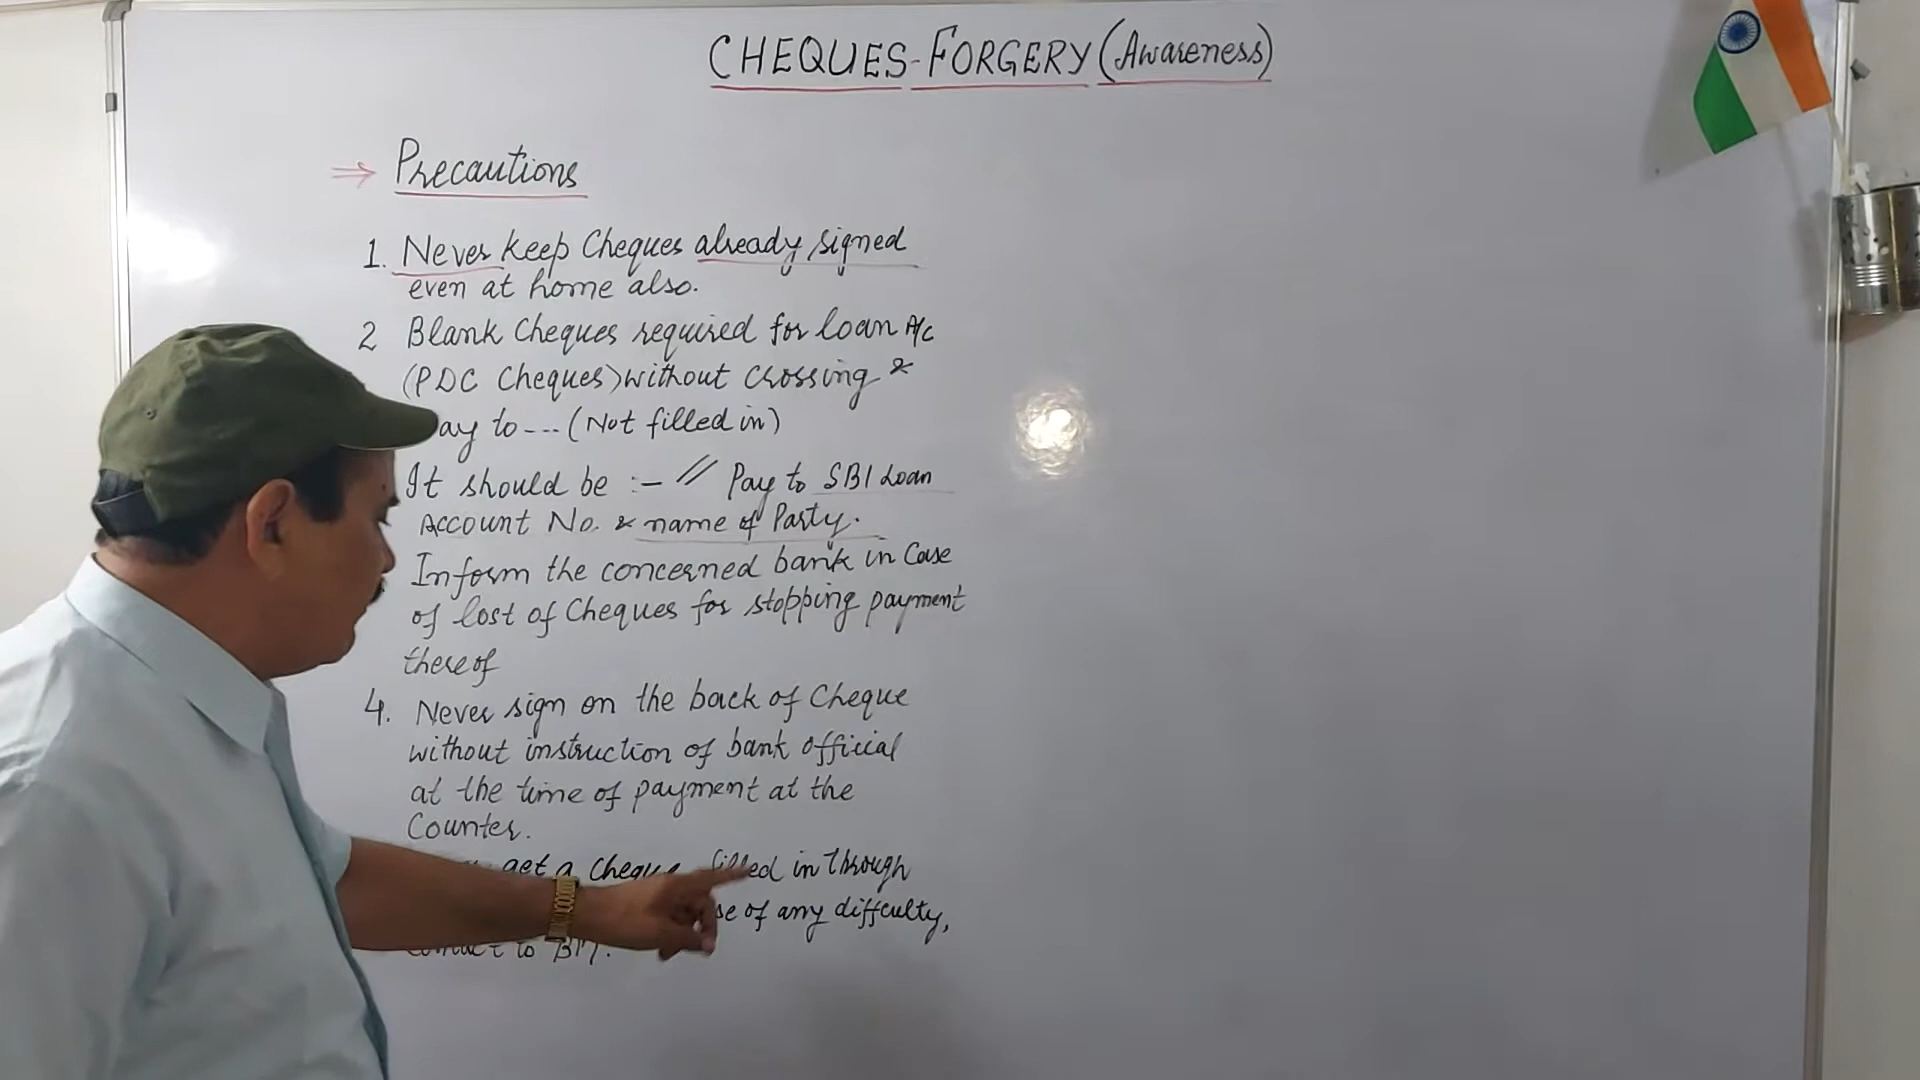 CHEQUES-FORGERY (Awareness)
⇒ Precautions
1. Never keep Cheques already signed
even at home also.
2 Blank Cheques required for loan A/c
(PDC Cheques) without crossing &
to --- (Not filled in)
It should be :- // Pay to SBI Loan
Account No. & name of Party.
Inform the concerned bank in Case
of lost of Cheques for stopping payment
thereof
4. Never sign on the back of Cheque
without instruction of bank official
at the time of payment at the
Counter.
get a Cheque filled in through
of any difficulty,
to BM.